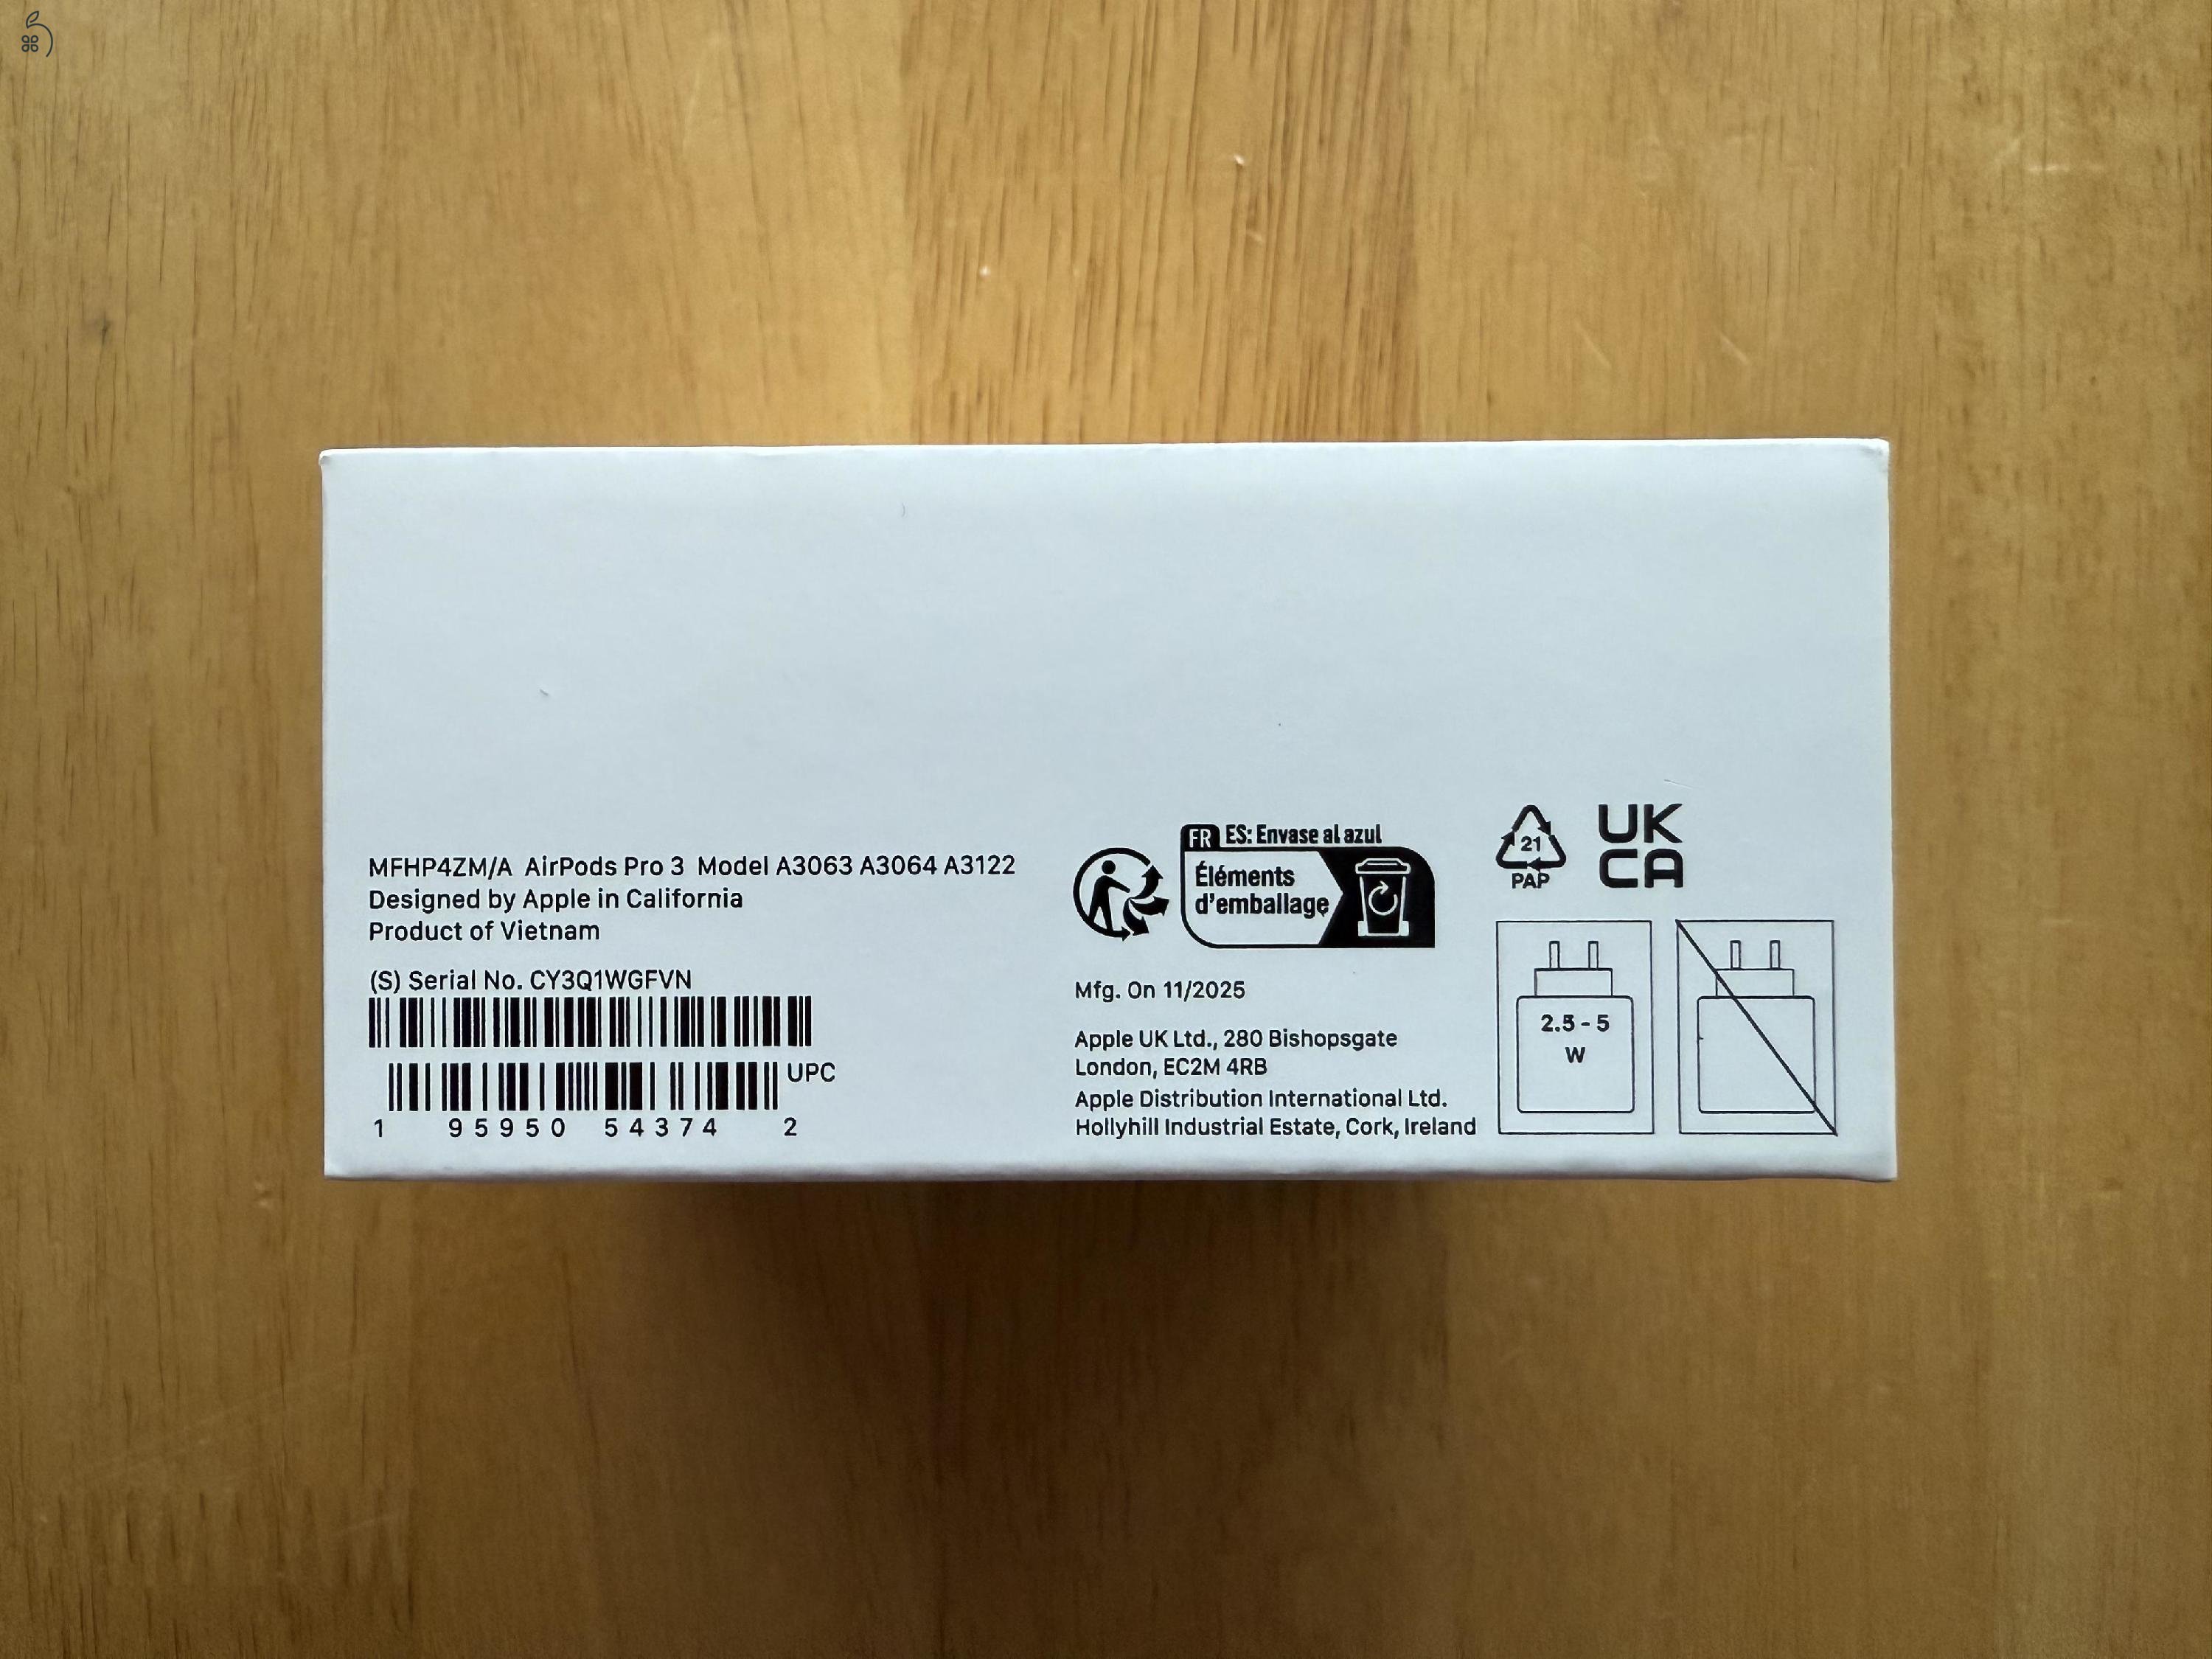 MFHP4ZM/A AirPods Pro 3 Model A3063 A3064 A3122
Designed by Apple in California
Product of Vietnam
(S) Serial No. CY3Q1WGFVN
UPC
1 95950 54374 2
FR ES: Envase al azul
Éléments
d'emballage
Mfg. On 11/2025
Apple UK Ltd., 280 Bishopsgate
London, EC2M 4RB
Apple Distribution International Ltd.
Hollyhill Industrial Estate, Cork, Ireland
21
PAP
UK
CA
2.5 - 5
W